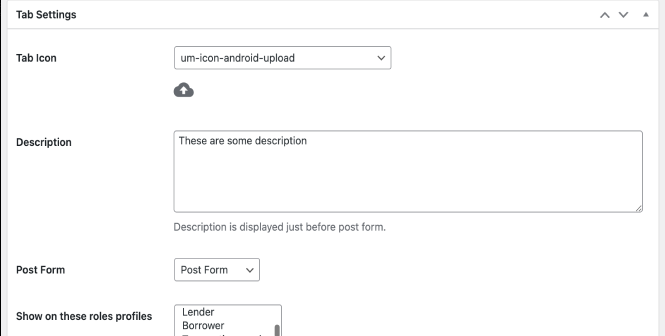 Tab Settings
Tab Icon
um-icon-android-upload
Description
These are some description
Description is displayed just before post form.
Post Form
Post Form
Show on these roles profiles
Lender
Borrower